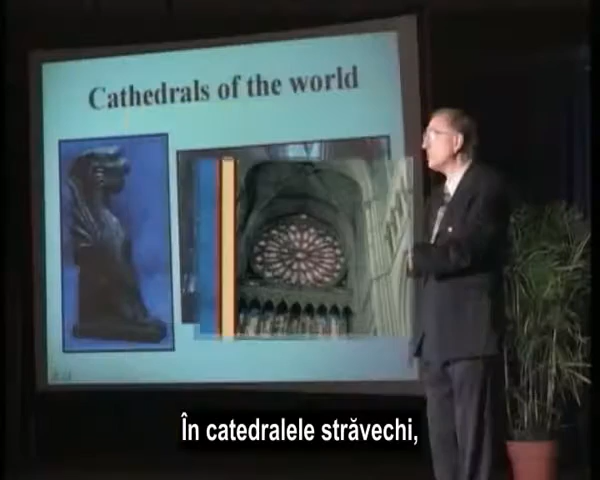 Cathedrals of the world
În catedralele străvechi,